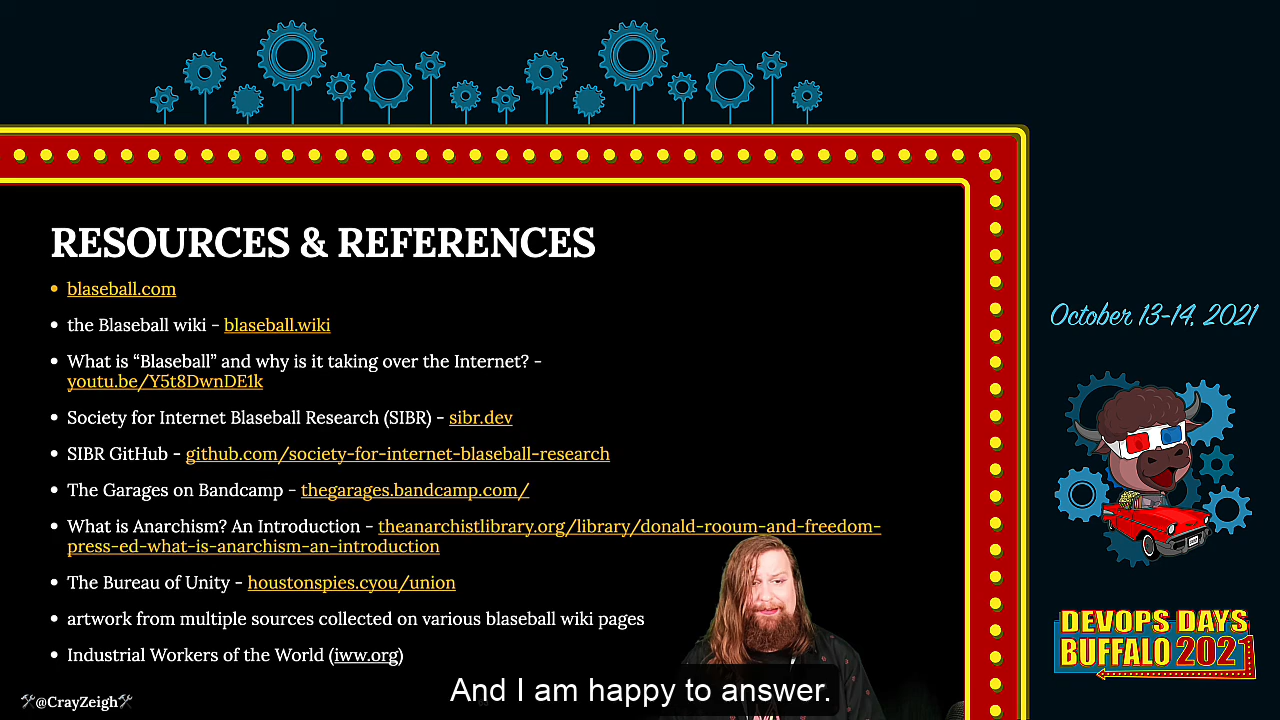 RESOURCES & REFERENCES
• blaseball.com
• the Blaseball wiki - blaseball.wiki
• What is “Blaseball” and why is it taking over the Internet? -
youtu.be/Y5t8DwnDE1k
• Society for Internet Blaseball Research (SIBR) - sibr.dev
• SIBR GitHub - github.com/society-for-internet-blaseball-research
• The Garages on Bandcamp - thegarages.bandcamp.com/
• What is Anarchism? An Introduction - theanarchistlibrary.org/library/donald-rooum-and-freedom-
press-ed-what-is-anarchism-an-introduction
• The Bureau of Unity - houstonspies.cyou/union
• artwork from multiple sources collected on various blaseball wiki pages
• Industrial Workers of the World (iww.org)
@CrayZeigh
And I am happy to answer.
October 13-14, 2021
DEVOPS DAYS
BUFFALO 2021